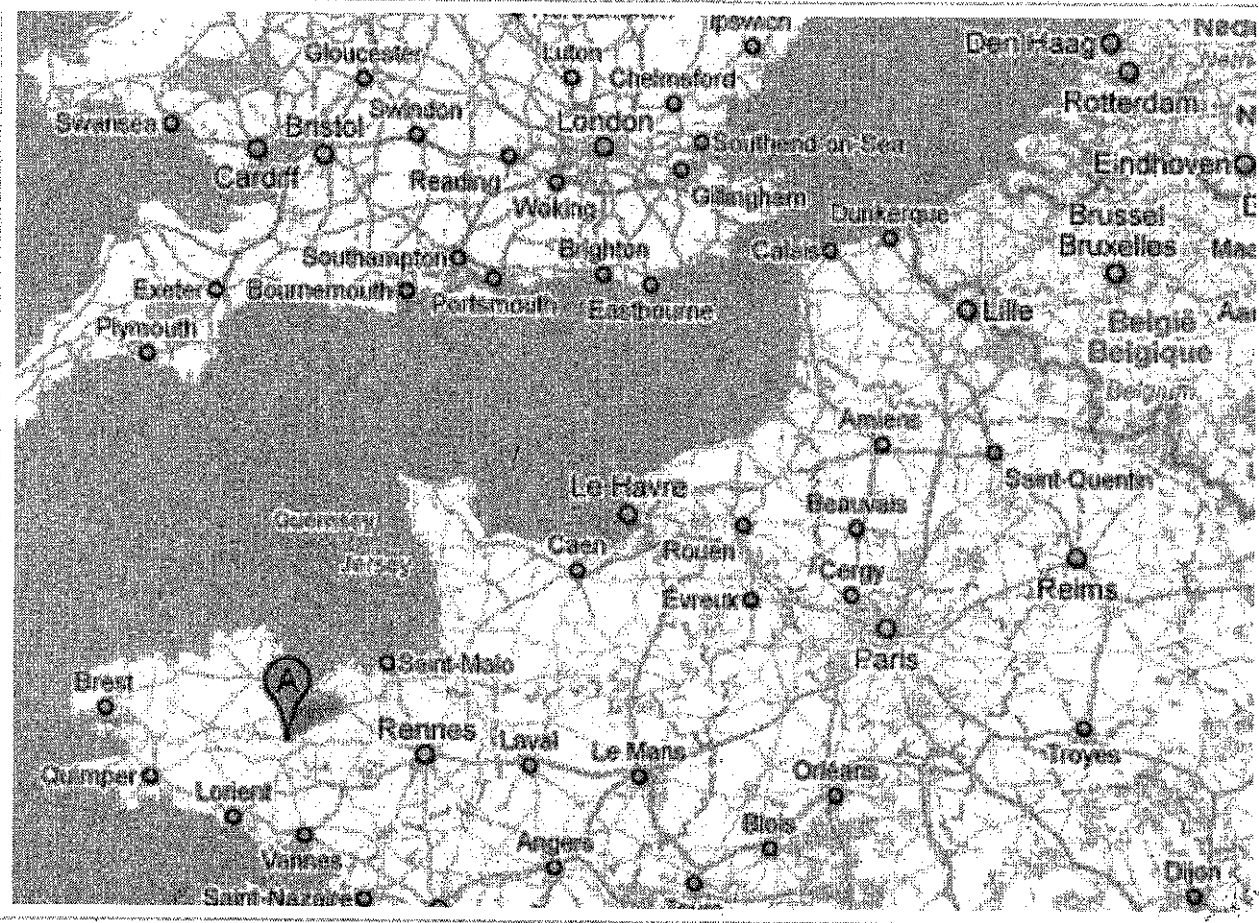 Ipswich
Den Haag
Gloucester
Luton
Chelmsford
Rotterdam
Swansea
Bristol
Swindon
London
Southend-on-Sea
Cardiff
Reading
Eindhoven
Woking
Gillingham
Dunkerque
Brussel
Bruxelles
Southampton
Brighton
Calais
Exeter
Bournemouth
Portsmouth
Eastbourne
Lille
Plymouth
België
Belgique
Belgium
Amiens
Saint-Quentin
Le Havre
Beauvais
Guernsey
Caen
Rouen
Jersey
Cergy
Évreux
Reims
Paris
Saint-Malo
A
Brest
Rennes
Laval
Le Mans
Troyes
Quimper
Orléans
Lorient
Blois
Vannes
Angers
Dijon
Saint-Nazaire